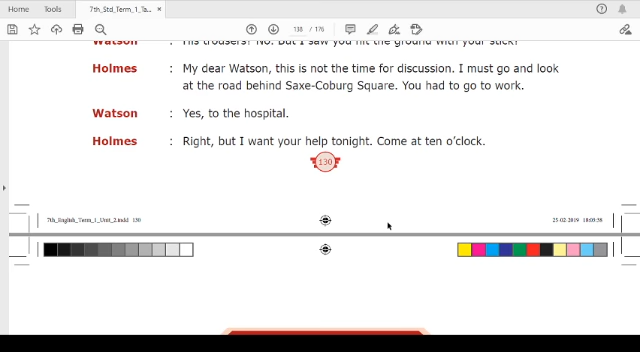 Home Tools 7th_Std_Term_1_Ta... ×
138 / 176
Watson : His trousers? No. But I saw you hit the ground with your stick?
Holmes : My dear Watson, this is not the time for discussion. I must go and look
at the road behind Saxe-Coburg Square. You had to go to work.
Watson : Yes, to the hospital.
Holmes : Right, but I want your help tonight. Come at ten o’clock.
130
7th_English_Term_1_Unit_2.indd 130 25-02-2019 18:05:38